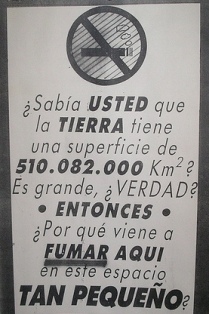 ¿Sabía USTED que
la TIERRA tiene
una superficie de
510.082.000 Km²?
Es grande, ¿VERDAD?
• ENTONCES •
¿Por qué viene a
FUMAR AQUI
en este espacio
TAN PEQUEÑO?